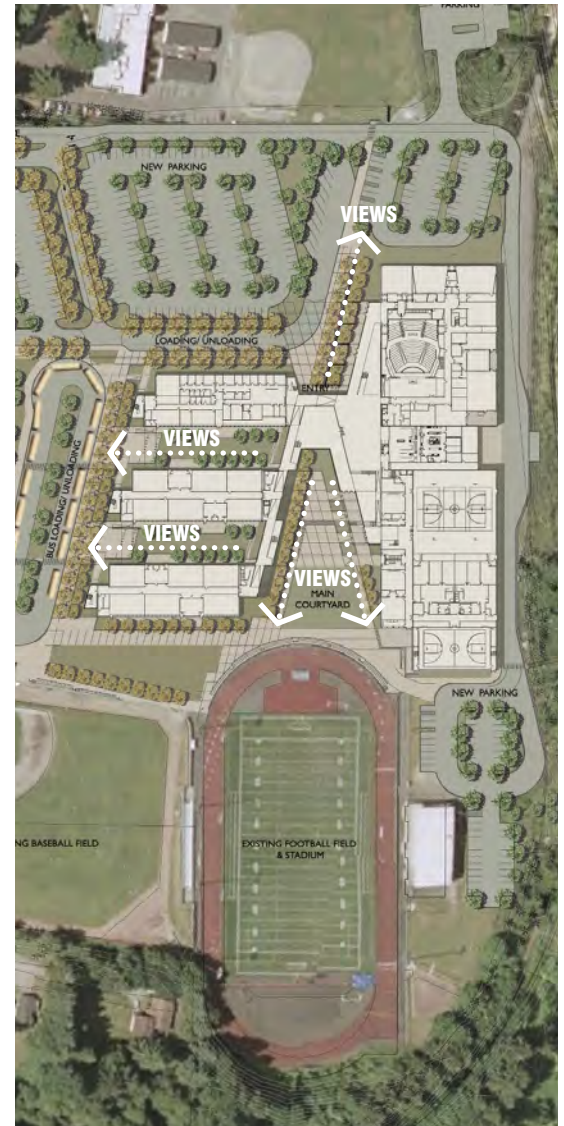 PARKING
NEW PARKING
VIEWS
LOADING/ UNLOADING
ENTRY
VIEWS
BUS LOADING/ UNLOADING
VIEWS
VIEWS
MAIN
COURTYARD
NEW PARKING
NG BASEBALL FIELD
EXISTING FOOTBALL FIELD
& STADIUM